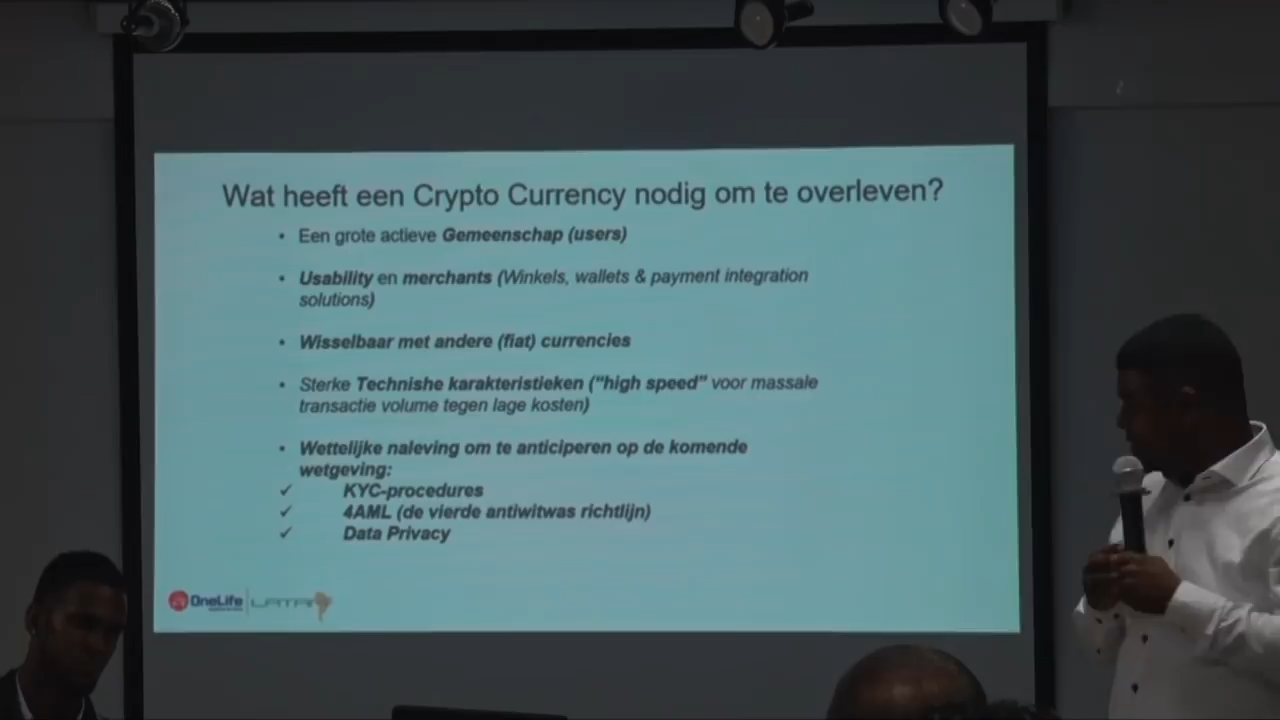 Wat heeft een Crypto Currency nodig om te overleven?
• Een grote actieve Gemeenschap (users)
• Usability en merchants (Winkels, wallets & payment integration
solutions)
• Wisselbaar met andere (fiat) currencies
• Sterke Technishe karakteristieken ("high speed" voor massale
transactie volume tegen lage kosten)
• Wettelijke naleving om te anticiperen op de komende
wetgeving:
✓ KYC-procedures
✓ 4AML (de vierde antiwitwas richtlijn)
✓ Data Privacy
OneLife